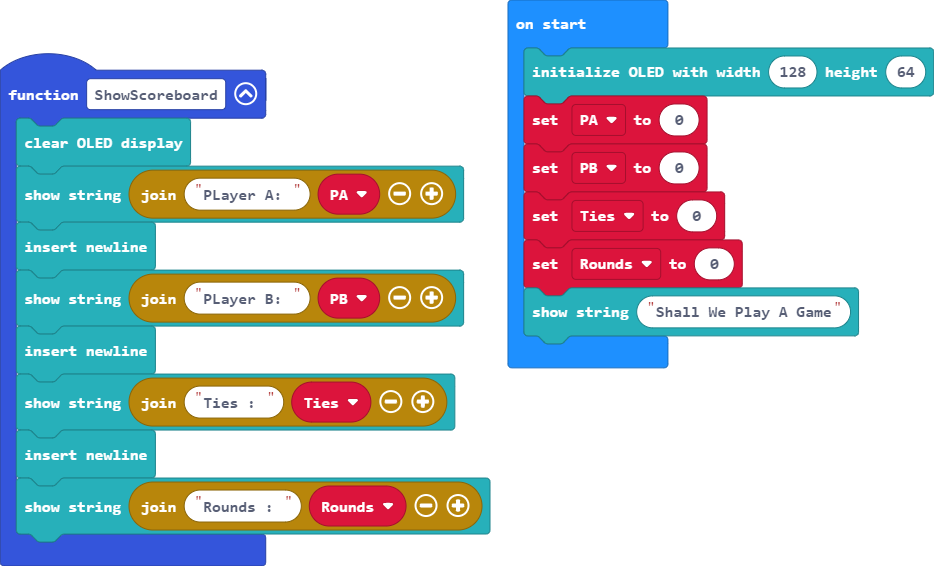 function ShowScoreboard
clear OLED display
show string join "PLayer A: " PA
insert newline
show string join "PLayer B: " PB
insert newline
show string join "Ties : " Ties
insert newline
show string join "Rounds : " Rounds
on start
initialize OLED with width 128 height 64
set PA to 0
set PB to 0
set Ties to 0
set Rounds to 0
show string "Shall We Play A Game"